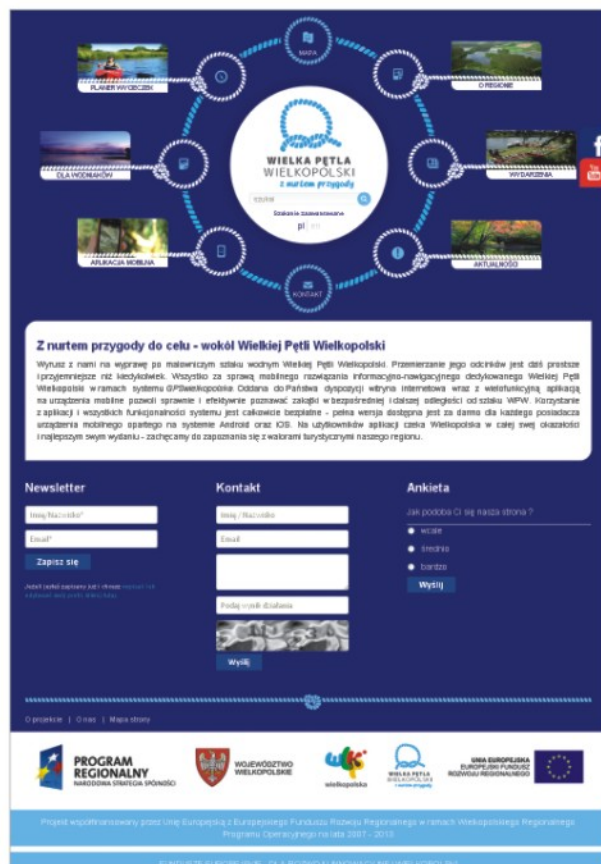 MAPA
PLANER WYCIECZEK
O REGIONIE
WIELKA PĘTLA
WIELKOPOLSKI
z nurtem przygody
szukaj
Szukanie zaawansowane
pl en
DLA WODNIAKÓW
WYDARZENIA
You
Tube
APLIKACJA MOBILNA
AKTUALNOŚCI
KONTAKT
Z nurtem przygody do celu - wokół Wielkiej Pętli Wielkopolski
Wyrusz z nami na wyprawę po malowniczym szlaku wodnym Wielkiej Pętli Wielkopolski. Przemierzanie jego odcinków jest dziś prostsze
i przyjemniejsze niż kiedykolwiek. Wszystko za sprawą mobilnego rozwiązania informacyjno-nawigacyjnego dedykowanego Wielkiej Pętli
Wielkopolski w ramach systemu GPSwielkopolska. Oddana do Państwa dyspozycji witryna internetowa wraz z wielofunkcyjną aplikacją
na urządzenia mobilne pozwoli sprawnie i efektywnie poznawać zakątki w bezpośredniej i dalszej odległości od szlaku WPW. Korzystanie
z aplikacji i wszystkich funkcjonalności systemu jest całkowicie bezpłatne - pełna wersja dostępna jest za darmo dla każdego posiadacza
urządzenia mobilnego opartego na systemie Android oraz iOS. Na użytkowników aplikacji czeka Wielkopolska w całej swej okazałości
i najlepszym swym wydaniu - zachęcamy do zapoznania się z walorami turystycznymi naszego regionu.
Newsletter
Imię/Nazwisko*
Email*
Zapisz się
Kontakt
Imię / Nazwisko
Email
Podaj wynik działania
Wyślij
Ankieta
Jak podoba Ci się nasza strona ?
wcale
średnio
bardzo
Wyślij
O projekcie | O nas | Mapa strony
PROGRAM
REGIONALNY
NARODOWA STRATEGIA SPÓJNOŚCI
WOJEWÓDZTWO
WIELKOPOLSKIE
wielkopolska
WIELKA PĘTLA
WIELKOPOLSKI
z nurtem przygody
UNIA EUROPEJSKA
EUROPEJSKI FUNDUSZ
ROZWOJU REGIONALNEGO
Projekt współfinansowany przez Unię Europejską z Europejskiego Funduszu Rozwoju Regionalnego w ramach Wielkopolskiego Regionalnego
Programu Operacyjnego na lata 2007 - 2013